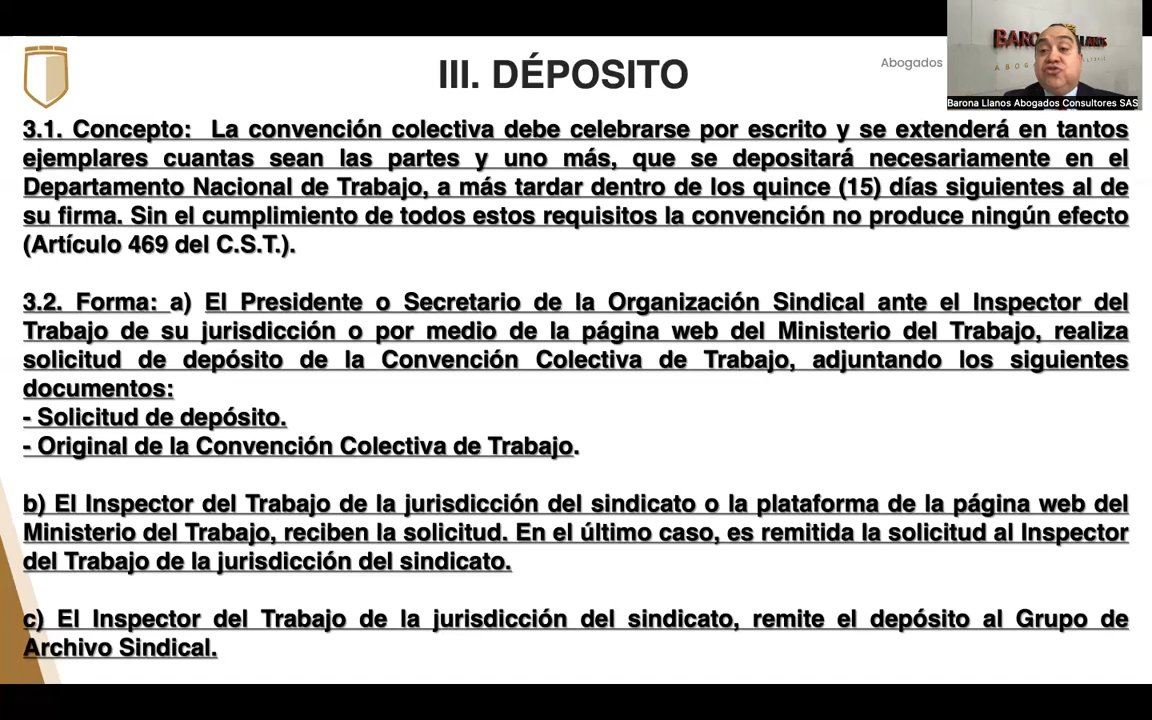 III. DÉPOSITO
Abogados
BARONA LLANOS
Barona Llanos Abogados Consultores SAS
3.1. Concepto: La convención colectiva debe celebrarse por escrito y se extenderá en tantos
ejemplares cuantas sean las partes y uno más, que se depositará necesariamente en el
Departamento Nacional de Trabajo, a más tardar dentro de los quince (15) días siguientes al de
su firma. Sin el cumplimiento de todos estos requisitos la convención no produce ningún efecto
(Artículo 469 del C.S.T.).
3.2. Forma: a) El Presidente o Secretario de la Organización Sindical ante el Inspector del
Trabajo de su jurisdicción o por medio de la página web del Ministerio del Trabajo, realiza
solicitud de depósito de la Convención Colectiva de Trabajo, adjuntando los siguientes
documentos:
- Solicitud de depósito.
- Original de la Convención Colectiva de Trabajo.
b) El Inspector del Trabajo de la jurisdicción del sindicato o la plataforma de la página web del
Ministerio del Trabajo, reciben la solicitud. En el último caso, es remitida la solicitud al Inspector
del Trabajo de la jurisdicción del sindicato.
c) El Inspector del Trabajo de la jurisdicción del sindicato, remite el depósito al Grupo de
Archivo Sindical.